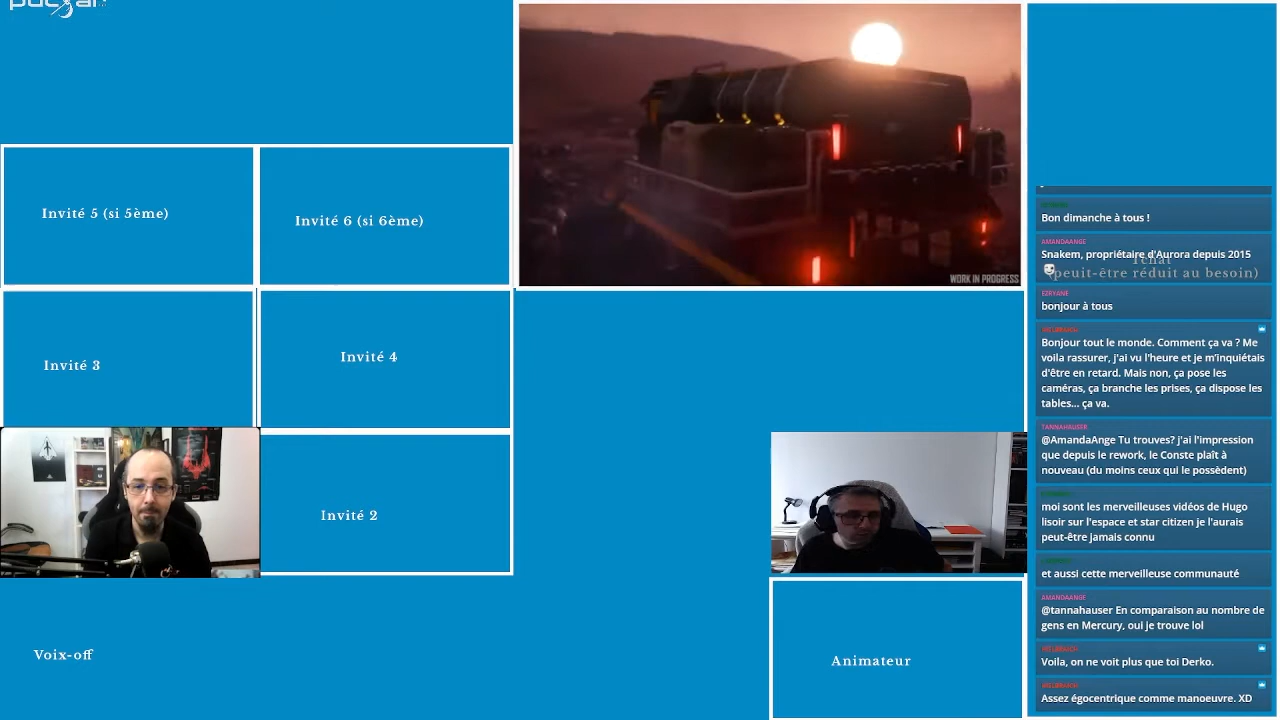 Invité 5 (si 5ème)
Invité 6 (si 6ème)
Invité 3
Invité 4
Invité 2
Voix-off
Animateur
WORK IN PROGRESS
Bon dimanche à tous !
AMANDAANGE
Snakem, propriétaire d'Aurora depuis 2015
Tchat
(peut-être réduit au besoin)
EZRYANE
bonjour à tous
Bonjour tout le monde. Comment ça va ? Me
voila rassurer, j'ai vu l'heure et je m'inquiétais
d'être en retard. Mais non, ça pose les
caméras, ça branche les prises, ça dispose les
tables... ça va.
TANNAHAUSER
@AmandaAnge Tu trouves? j'ai l'impression
que depuis le rework, le Conste plaît à
nouveau (du moins ceux qui le possèdent)
moi sont les merveilleuses vidéos de Hugo
lisoir sur l'espace et star citizen je l'aurais
peut-être jamais connu
et aussi cette merveilleuse communauté
AMANDAANGE
@tannahauser En comparaison au nombre de
gens en Mercury, oui je trouve lol
Voila, on ne voit plus que toi Derko.
Assez égocentrique comme manoeuvre. XD